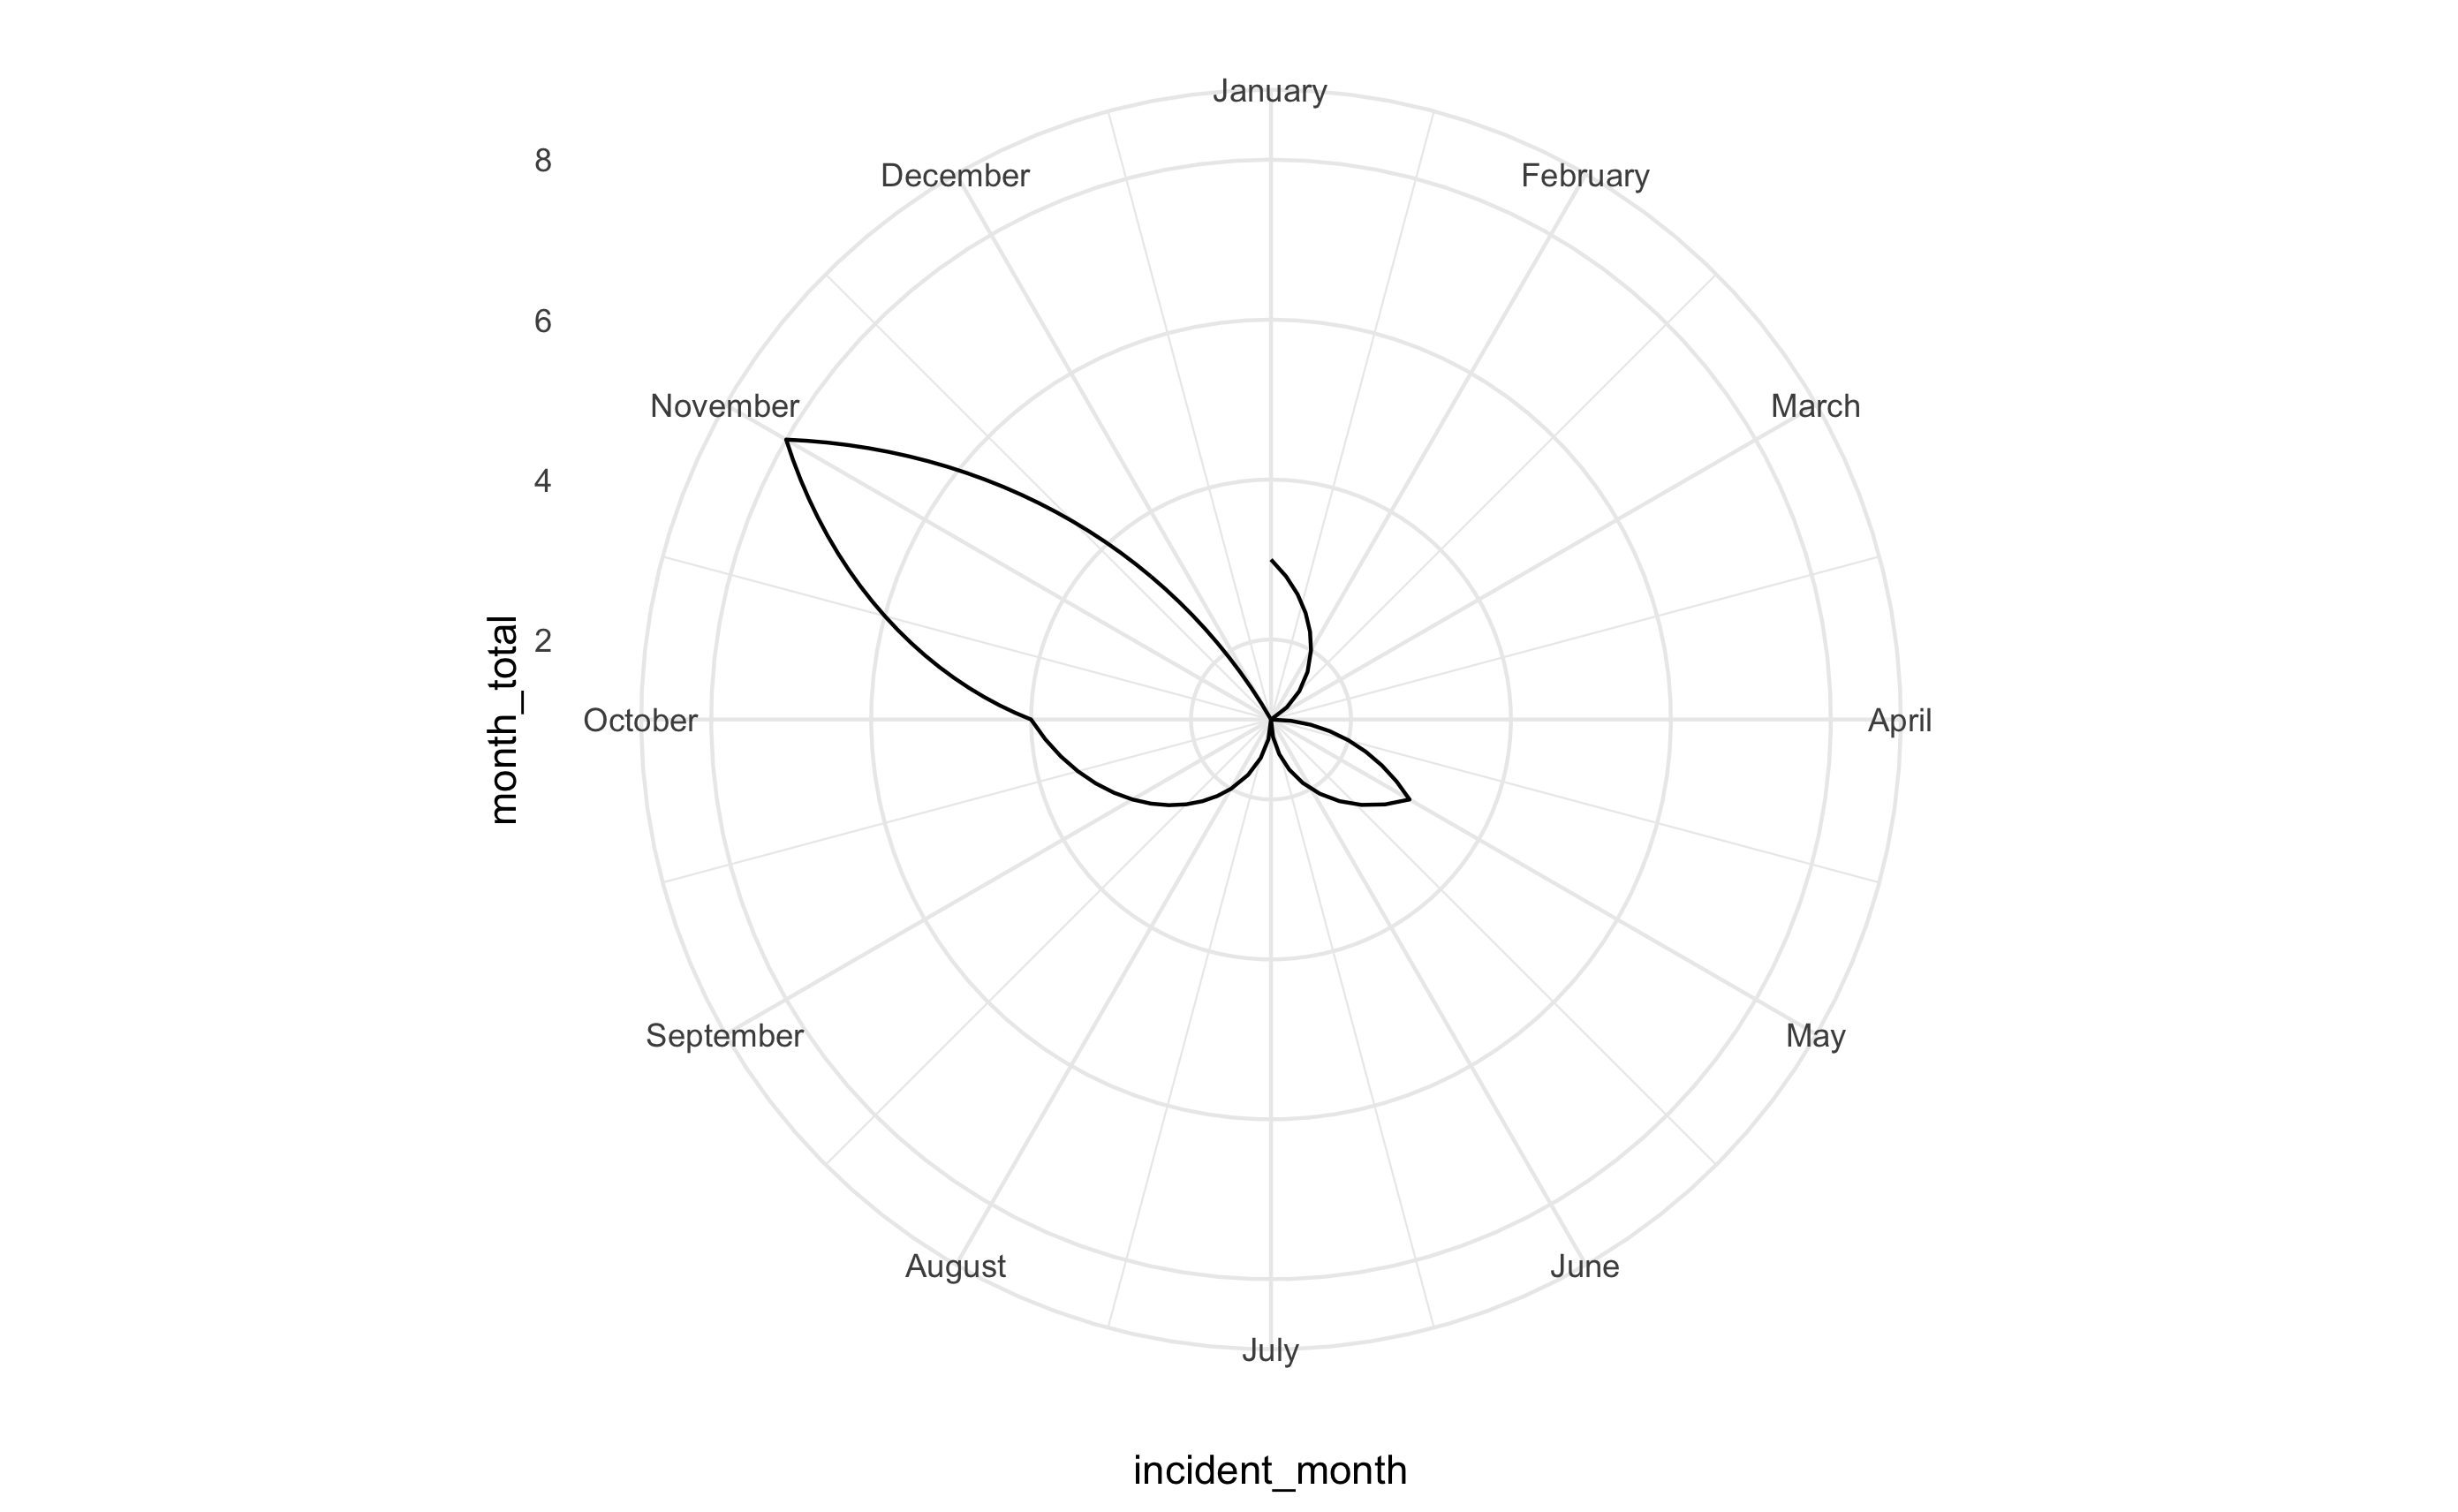 January
February
March
April
May
June
July
August
September
October
November
December
8
6
4
2
month_total
incident_month